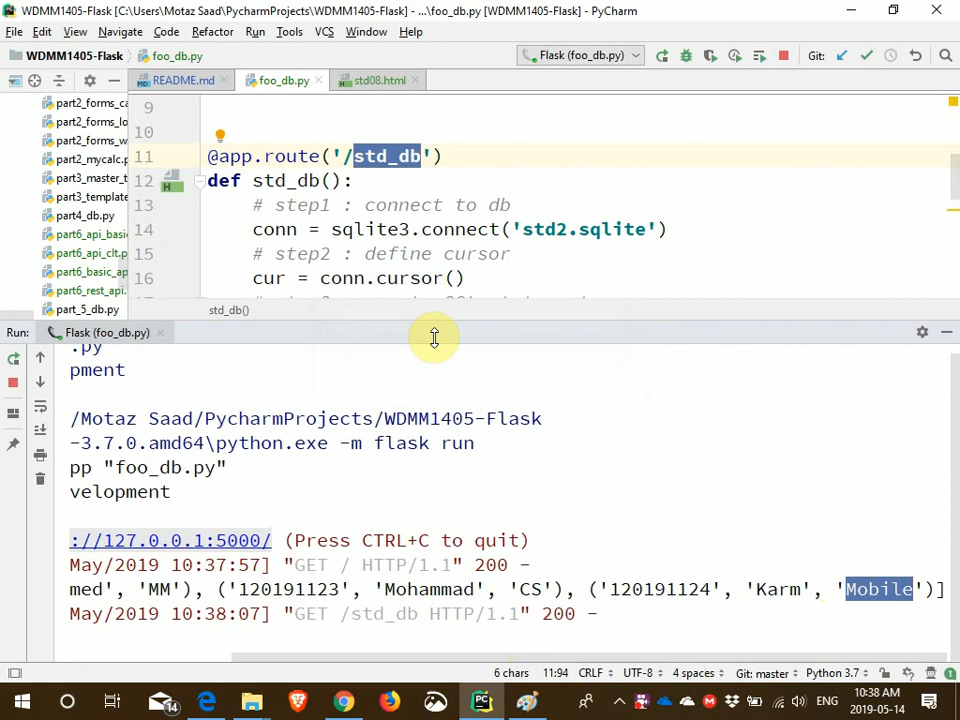 WDMM1405-Flask [C:\Users\Motaz Saad\PycharmProjects\WDMM1405-Flask] - ...\foo_db.py [WDMM1405-Flask] - PyCharm
File Edit View Navigate Code Refactor Run Tools VCS Window Help
WDMM1405-Flask foo_db.py Flask (foo_db.py) Git:
README.md foo_db.py std08.html
part2_forms_ca
part2_forms_lo
part2_forms_w
part2_mycalc.p
part3_master_t
part3_template
part4_db.py
part6_api_basi
part6_api_clt.p
part6_basic_ap
part6_rest_api.
part_5_db.py
9
10
11 @app.route('/std_db')
12 def std_db():
13 # step1 : connect to db
14 conn = sqlite3.connect('std2.sqlite')
15 # step2 : define cursor
16 cur = conn.cursor()
std_db()
Run: Flask (foo_db.py)
.py
pment
/Motaz Saad/PycharmProjects/WDMM1405-Flask
-3.7.0.amd64\python.exe -m flask run
pp "foo_db.py"
velopment
://127.0.0.1:5000/ (Press CTRL+C to quit)
May/2019 10:37:57] "GET / HTTP/1.1" 200 -
med', 'MM'), ('120191123', 'Mohammad', 'CS'), ('120191124', 'Karm', 'Mobile')]
May/2019 10:38:07] "GET /std_db HTTP/1.1" 200 -
6 chars 11:94 CRLF UTF-8 4 spaces Git: master Python 3.7 1
14 ENG 10:38 AM
2019-05-14